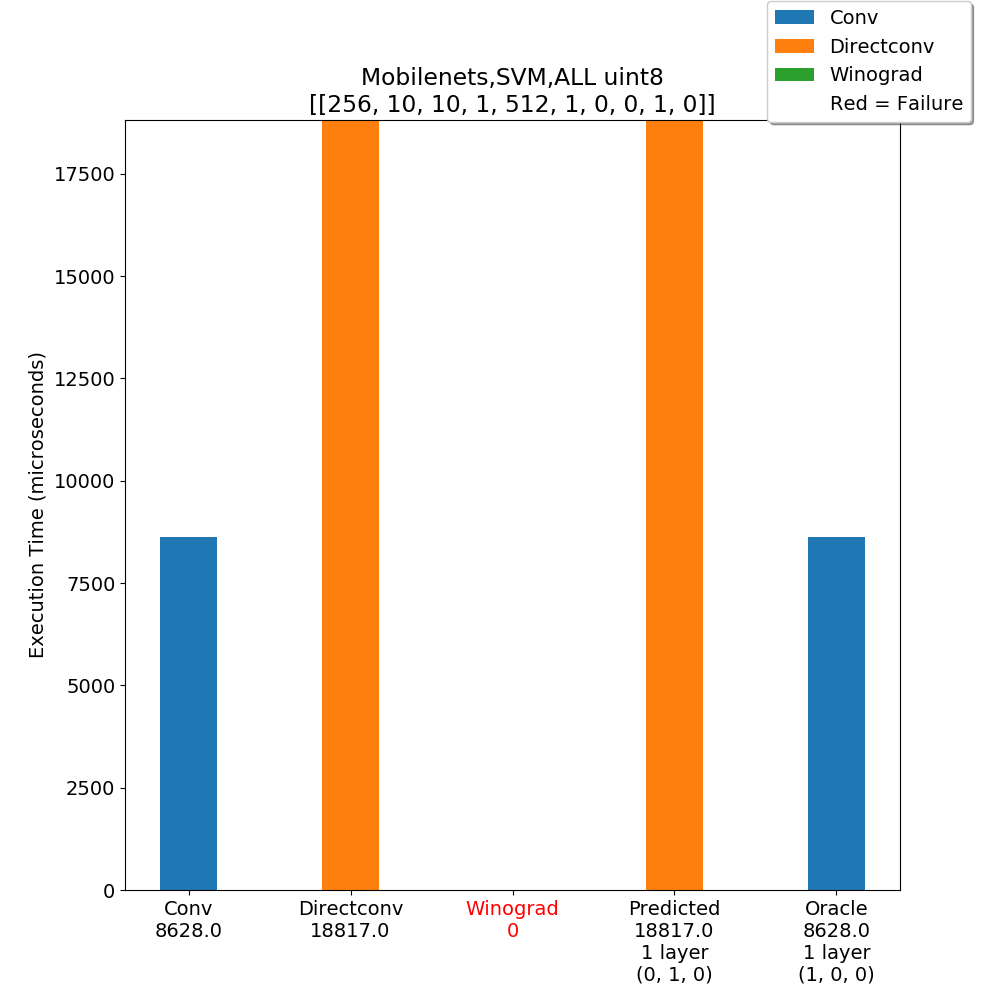 Conv
Directconv
Winograd
Red = Failure
Mobilenets,SVM,ALL uint8
[[256, 10, 10, 1, 512, 1, 0, 0, 1, 0]]
Execution Time (microseconds)
17500
15000
12500
10000
7500
5000
2500
0
Conv
8628.0
Directconv
18817.0
Winograd
0
Predicted
18817.0
1 layer
(0, 1, 0)
Oracle
8628.0
1 layer
(1, 0, 0)